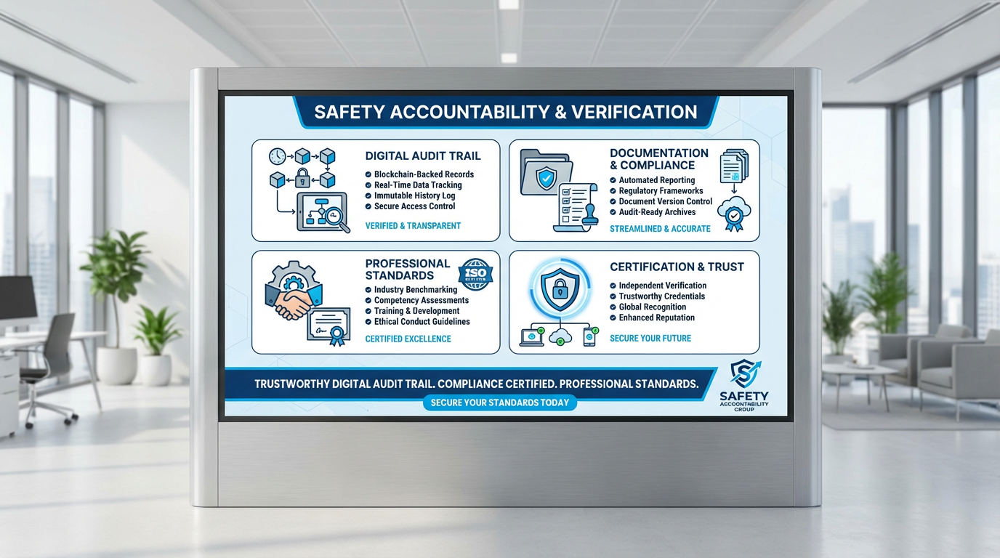 SAFETY ACCOUNTABILITY & VERIFICATION
DIGITAL AUDIT TRAIL
Blockchain-Backed Records
Real-Time Data Tracking
Immutable History Log
Secure Access Control
VERIFIED & TRANSPARENT
DOCUMENTATION
& COMPLIANCE
Automated Reporting
Regulatory Frameworks
Document Version Control
Audit-Ready Archives
STREAMLINED & ACCURATE
PROFESSIONAL
STANDARDS
ISO
Industry Benchmarking
Competency Assessments
Training & Development
Ethical Conduct Guidelines
CERTIFIED EXCELLENCE
CERTIFICATION & TRUST
Independent Verification
Trustworthy Credentials
Global Recognition
Enhanced Reputation
SECURE YOUR FUTURE
TRUSTWORTHY DIGITAL AUDIT TRAIL. COMPLIANCE CERTIFIED. PROFESSIONAL STANDARDS.
SECURE YOUR STANDARDS TODAY
S
SAFETY
ACCOUNTABILITY
GROUP